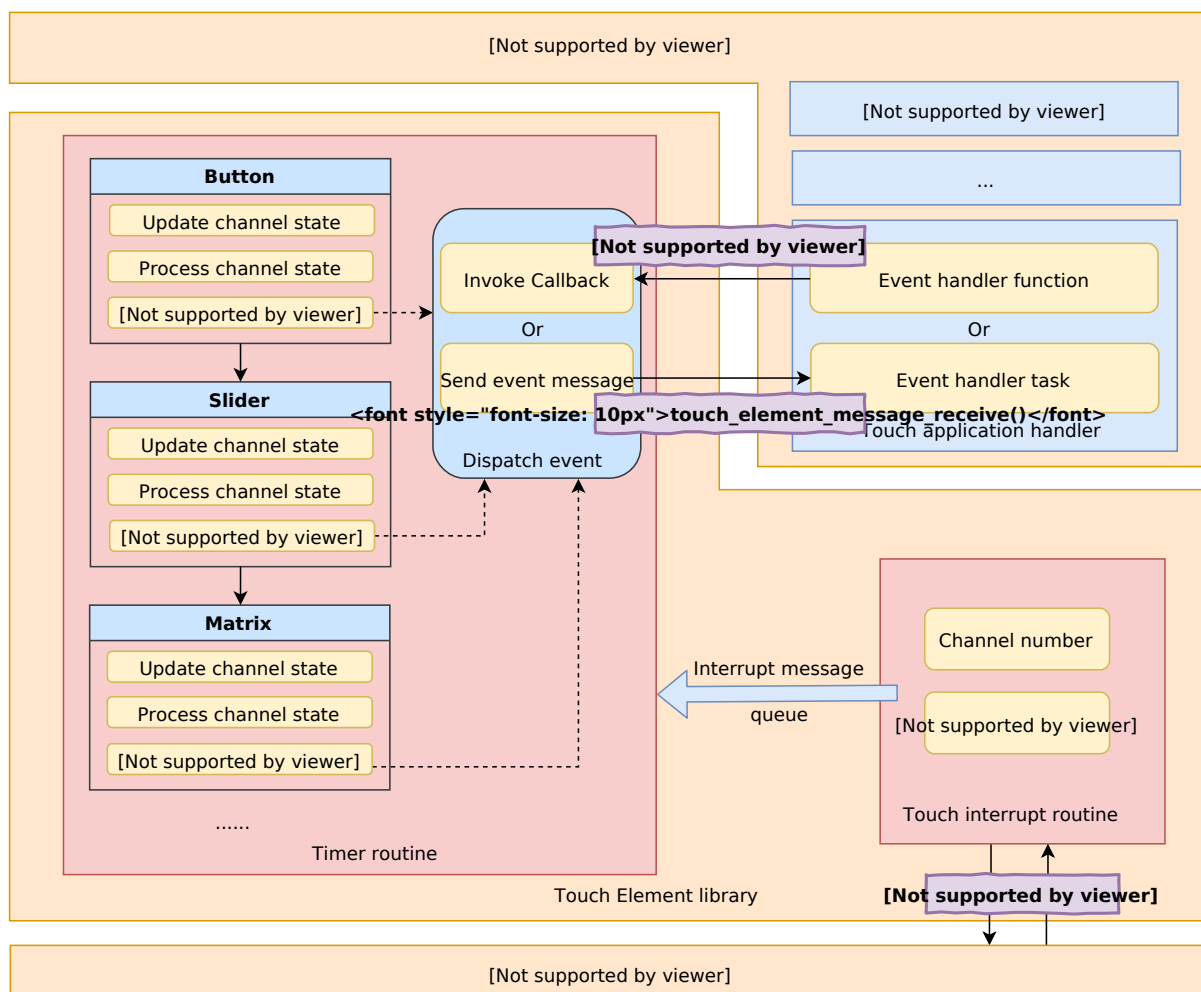 [Not supported by viewer]
[Not supported by viewer]
...
Button
Update channel state
Process channel state
[Not supported by viewer]
Slider
Update channel state
Process channel state
[Not supported by viewer]
Matrix
Update channel state
Process channel state
[Not supported by viewer]
......
Timer routine
Invoke Callback
Or
Send event message
Dispatch event
[Not supported by viewer]
<font style="font-size: 10px">touch_element_message_receive()</font>
Event handler function
Or
Event handler task
Touch application handler
Interrupt message
queue
Channel number
[Not supported by viewer]
Touch interrupt routine
[Not supported by viewer]
Touch Element library
[Not supported by viewer]